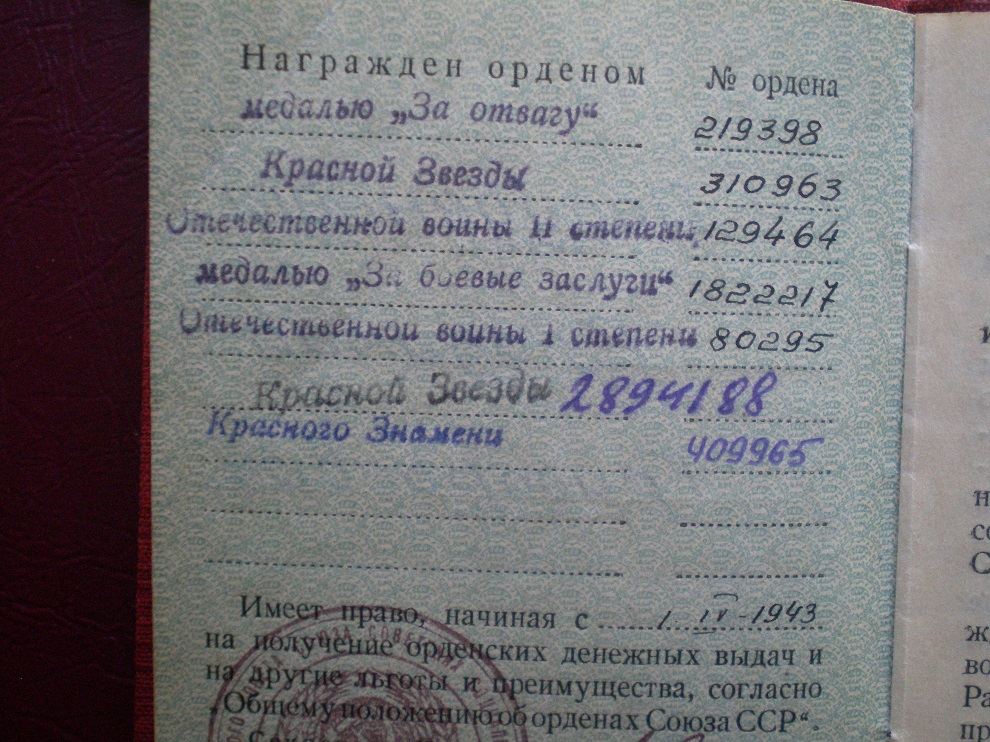 Награжден орденом № ордена
медалью „За отвагу“ 219398
Красной Звезды 310963
Отечественной войны II степени 129464
медалью „За боевые заслуги“ 1822217
Отечественной войны I степени 80295
Красной Звезды 2894188
Красного Знамени 409965
Имеет право, начиная с 1. IV-1943
на получение орденских денежных выдач и
на другие льготы и преимущества, согласно
„Общему положению об орденах Союза ССР“.